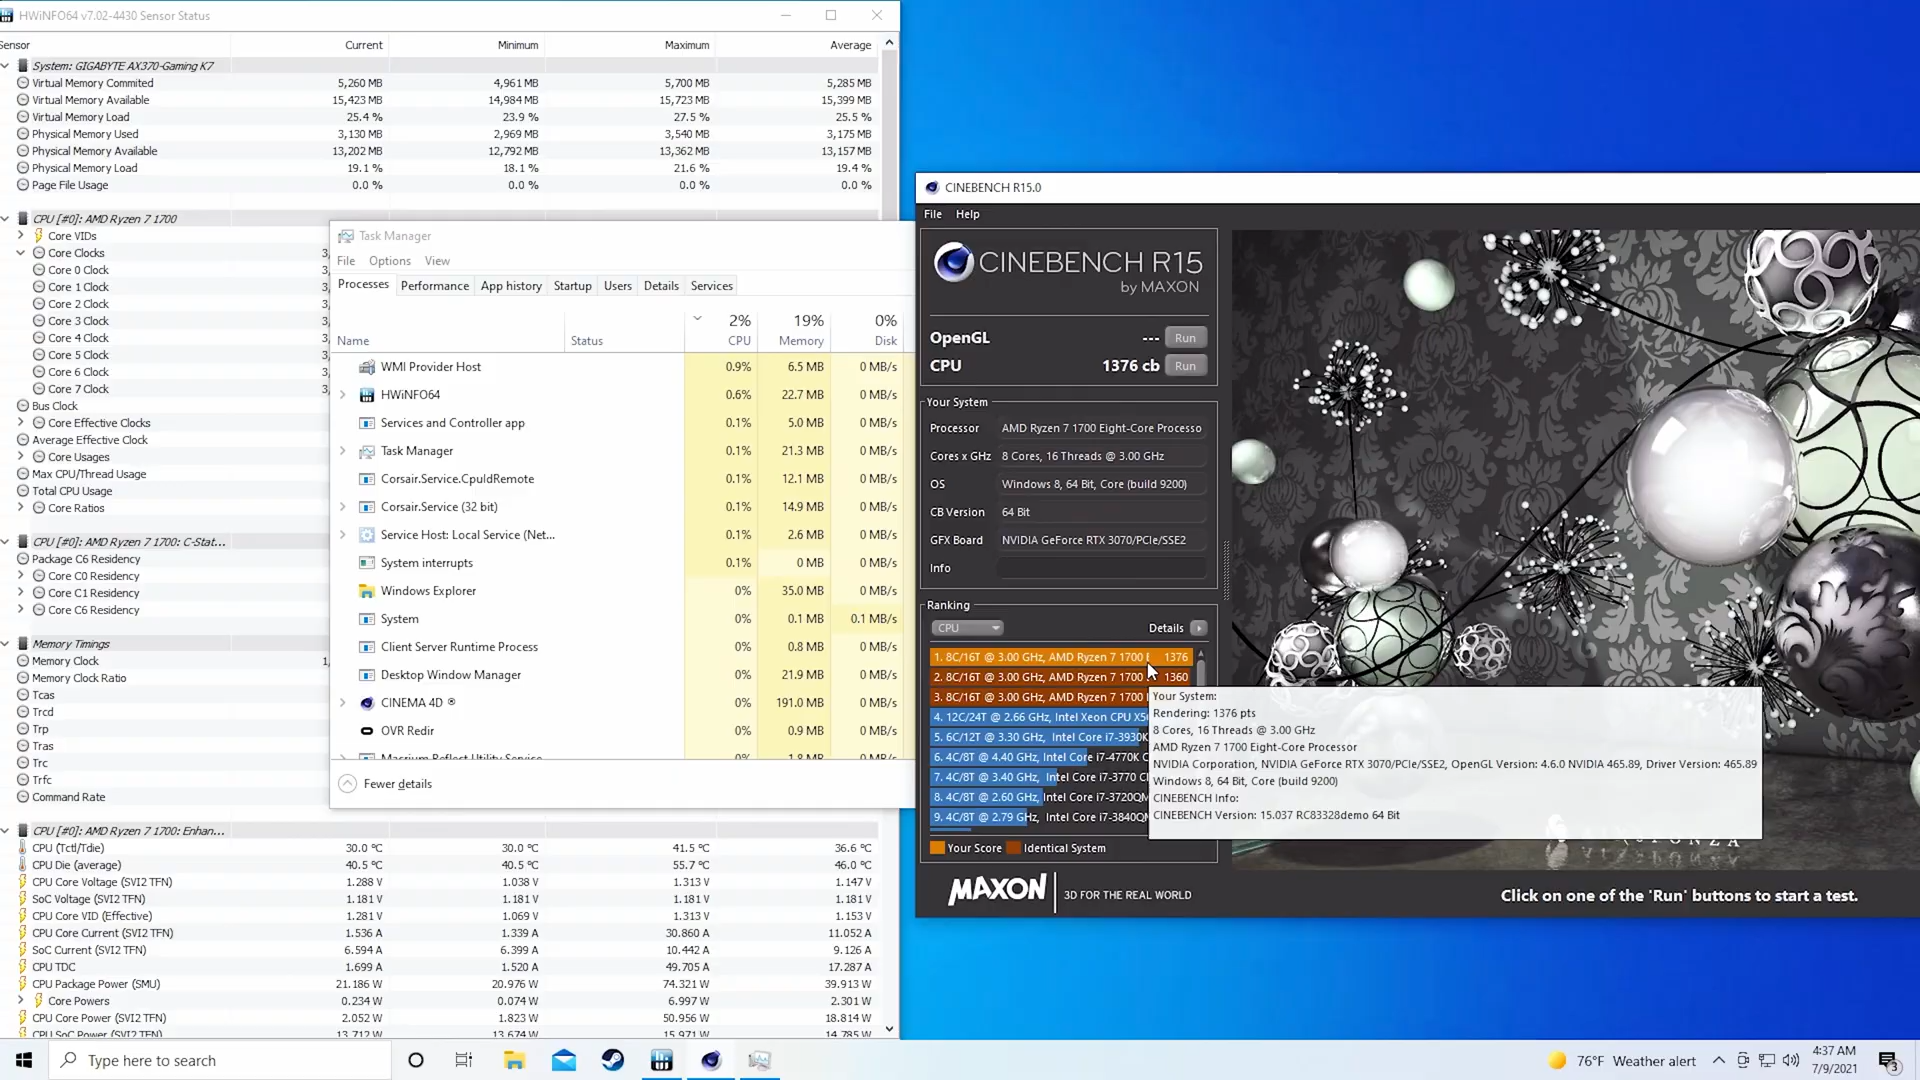 HWiNFO64 v7.02-4430 Sensor Status
Sensor Current Minimum Maximum Average
System: GIGABYTE AX370-Gaming K7
Virtual Memory Commited 5,260 MB 4,961 MB 5,700 MB 5,285 MB
Virtual Memory Available 15,423 MB 14,984 MB 15,723 MB 15,399 MB
Virtual Memory Load 25.4 % 23.9 % 27.5 % 25.5 %
Physical Memory Used 3,130 MB 2,969 MB 3,540 MB 3,175 MB
Physical Memory Available 13,202 MB 12,792 MB 13,362 MB 13,157 MB
Physical Memory Load 19.1 % 18.1 % 21.6 % 19.4 %
Page File Usage 0.0 % 0.0 % 0.0 % 0.0 %
CPU [#0]: AMD Ryzen 7 1700
Core VIDs
Core Clocks 3,
Core 0 Clock 3,
Core 1 Clock 3,
Core 2 Clock 3,
Core 3 Clock 3,
Core 4 Clock 3,
Core 5 Clock 3,
Core 6 Clock 3,
Core 7 Clock 3,
Bus Clock
Core Effective Clocks
Average Effective Clock
Core Usages
Max CPU/Thread Usage
Total CPU Usage
Core Ratios
CPU [#0]: AMD Ryzen 7 1700: C-Stat...
Package C6 Residency
Core C0 Residency
Core C1 Residency
Core C6 Residency
Memory Timings
Memory Clock 1,
Memory Clock Ratio
Tcas
Trcd
Trp
Tras
Trc
Trfc
Command Rate
CPU [#0]: AMD Ryzen 7 1700: Enhan...
CPU (Tctl/Tdie) 30.0 °C 30.0 °C 41.5 °C 36.6 °C
CPU Die (average) 40.5 °C 40.5 °C 55.7 °C 46.0 °C
CPU Core Voltage (SVI2 TFN) 1.288 V 1.038 V 1.313 V 1.147 V
SoC Voltage (SVI2 TFN) 1.181 V 1.181 V 1.181 V 1.181 V
CPU Core VID (Effective) 1.281 V 1.069 V 1.313 V 1.153 V
CPU Core Current (SVI2 TFN) 1.536 A 1.339 A 30.860 A 11.052 A
SoC Current (SVI2 TFN) 6.594 A 6.399 A 10.442 A 9.126 A
CPU TDC 1.699 A 1.520 A 49.705 A 17.287 A
CPU Package Power (SMU) 21.186 W 20.976 W 74.321 W 39.913 W
Core Powers 0.234 W 0.074 W 6.997 W 2.301 W
CPU Core Power (SVI2 TFN) 2.052 W 1.823 W 50.956 W 18.814 W
CPU SoC Power (SVI2 TFN) 13.712 W 13.674 W 15.971 W 14.785 W
Task Manager
File Options View
Processes Performance App history Startup Users Details Services
2% 19% 0%
Name Status CPU Memory Disk
WMI Provider Host 0.9% 6.5 MB 0 MB/s
HWiNFO64 0.6% 22.7 MB 0 MB/s
Services and Controller app 0.1% 5.0 MB 0 MB/s
Task Manager 0.1% 21.3 MB 0 MB/s
Corsair.Service.CpuIdRemote 0.1% 12.1 MB 0 MB/s
Corsair.Service (32 bit) 0.1% 14.9 MB 0 MB/s
Service Host: Local Service (Net... 0.1% 2.6 MB 0 MB/s
System interrupts 0.1% 0 MB 0 MB/s
Windows Explorer 0% 35.0 MB 0 MB/s
System 0% 0.1 MB 0.1 MB/s
Client Server Runtime Process 0% 0.8 MB 0 MB/s
Desktop Window Manager 0% 21.9 MB 0 MB/s
CINEMA 4D ® 0% 191.0 MB 0 MB/s
OVR Redir 0% 0.9 MB 0 MB/s
Macrium Reflect Utility Service 0% 1.8 MB 0 MB/s
Fewer details
CINEBENCH R15.0
File Help
CINEBENCH R15
by MAXON
OpenGL --- Run
CPU 1376 cb Run
Your System
Processor AMD Ryzen 7 1700 Eight-Core Processo
Cores x GHz 8 Cores, 16 Threads @ 3.00 GHz
OS Windows 8, 64 Bit, Core (build 9200)
CB Version 64 Bit
GFX Board NVIDIA GeForce RTX 3070/PCIe/SSE2
Info
Ranking
CPU Details
1. 8C/16T @ 3.00 GHz, AMD Ryzen 7 1700 1376
2. 8C/16T @ 3.00 GHz, AMD Ryzen 7 1700 1360
3. 8C/16T @ 3.00 GHz, AMD Ryzen 7 1700
4. 12C/24T @ 2.66 GHz, Intel Xeon CPU X5
5. 6C/12T @ 3.30 GHz, Intel Core i7-3930K
6. 4C/8T @ 4.40 GHz, Intel Core i7-4770K C
7. 4C/8T @ 3.40 GHz, Intel Core i7-3770 C
8. 4C/8T @ 2.60 GHz, Intel Core i7-3720QM
9. 4C/8T @ 2.79 GHz, Intel Core i7-3840QM
Your Score Identical System
Your System:
Rendering: 1376 pts
8 Cores, 16 Threads @ 3.00 GHz
AMD Ryzen 7 1700 Eight-Core Processor
NVIDIA Corporation, NVIDIA GeForce RTX 3070/PCIe/SSE2, OpenGL Version: 4.6.0 NVIDIA 465.89, Driver Version: 465.89
Windows 8, 64 Bit, Core (build 9200)
CINEBENCH Info:
CINEBENCH Version: 15.037 RC83328demo 64 Bit
MAXON 3D FOR THE REAL WORLD
Click on one of the 'Run' buttons to start a test.
Type here to search
76°F Weather alert
4:37 AM
7/9/2021
3